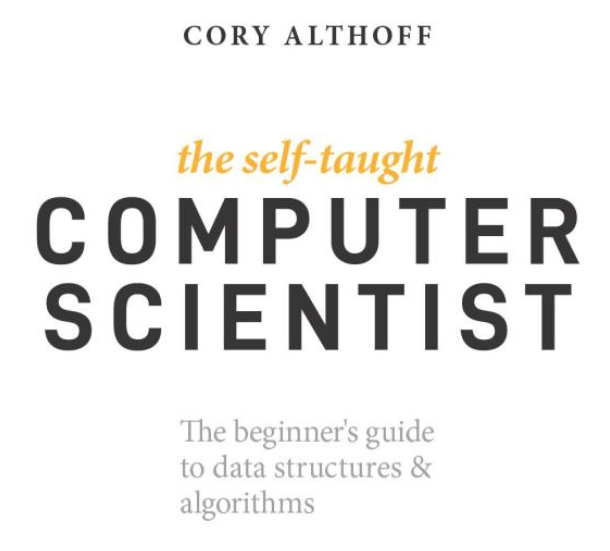 CORY ALTHOFF
the self-taught
COMPUTER
SCIENTIST
The beginner's guide
to data structures &
algorithms